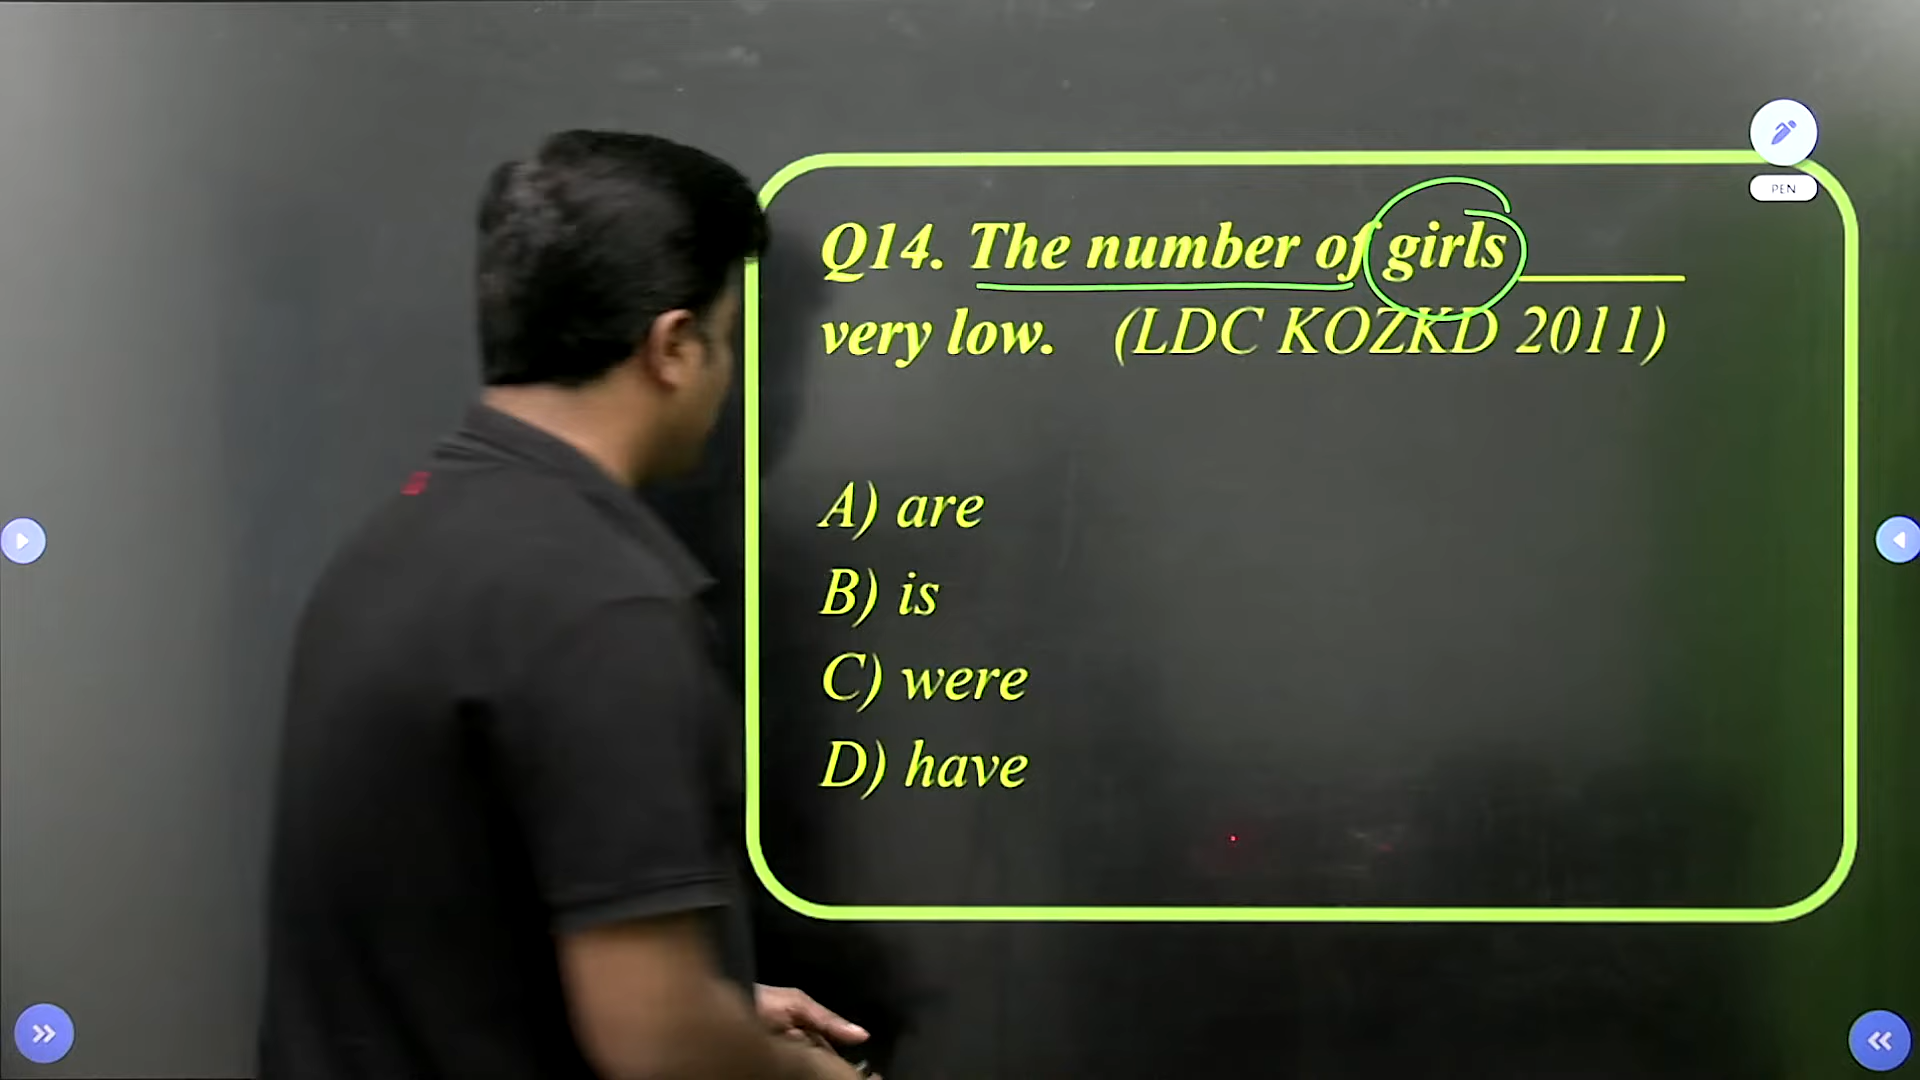 PEN
Q14. The number of girls ______
very low. (LDC KOZKD 2011)
A) are
B) is
C) were
D) have